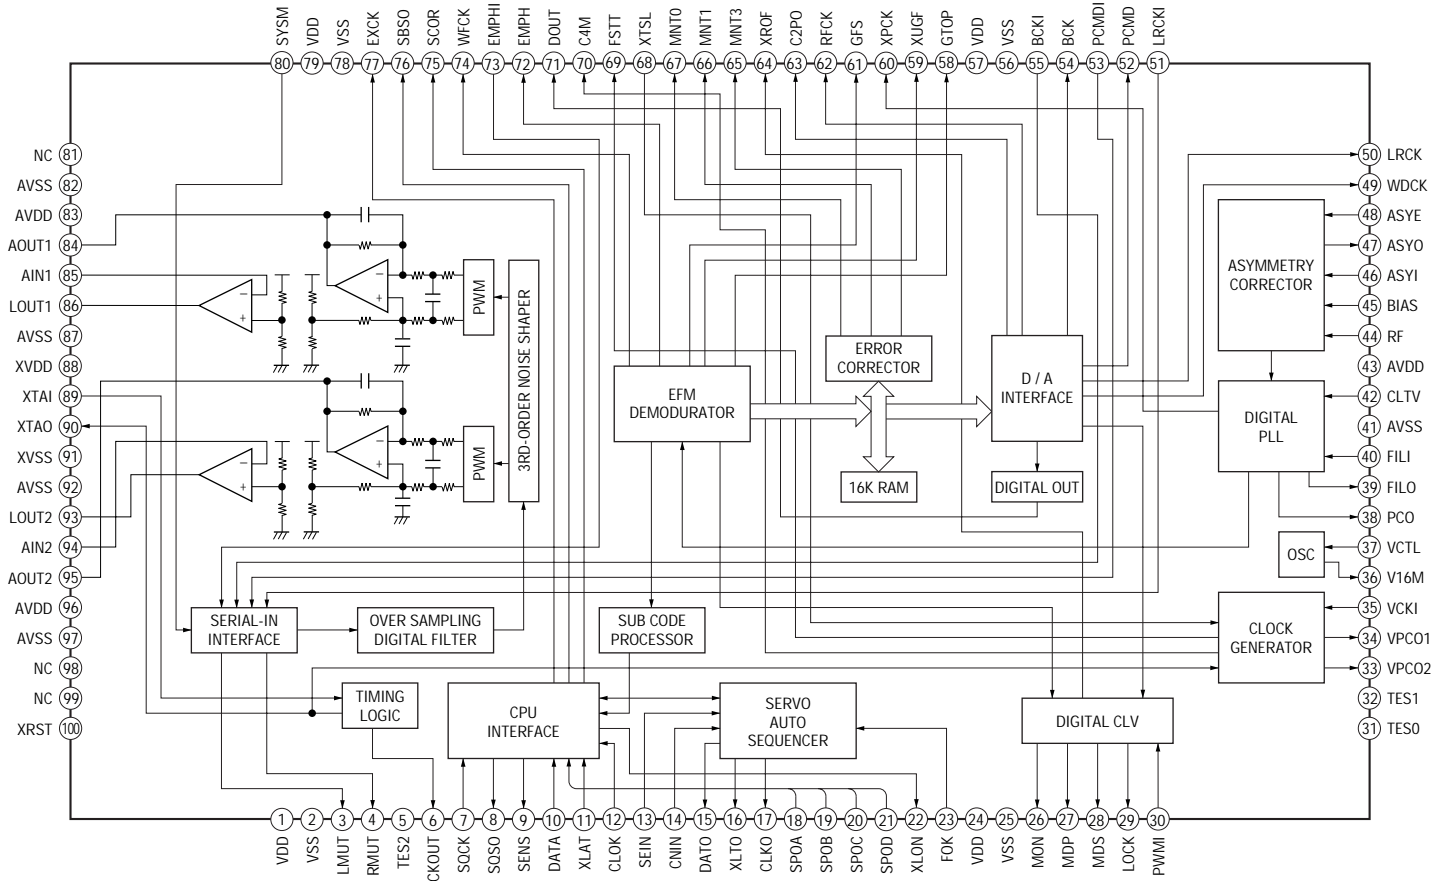 SYSM VDD VSS EXCK SBSO SCOR WFCK EMPHI EMPH DOUT C4M FSTT XTSL MNT0 MNT1 MNT3 XROF C2PO RFCK GFS XPCK XUGF GTOP VDD VSS BCKI BCK PCMDI PCMD LRCKI
80 79 78 77 76 75 74 73 72 71 70 69 68 67 66 65 64 63 62 61 60 59 58 57 56 55 54 53 52 51
NC 81
AVSS 82
AVDD 83
AOUT1 84
AIN1 85
LOUT1 86
AVSS 87
XVDD 88
XTAI 89
XTAO 90
XVSS 91
AVSS 92
LOUT2 93
AIN2 94
AOUT2 95
AVDD 96
AVSS 97
NC 98
NC 99
XRST 100
50 LRCK
49 WDCK
48 ASYE
47 ASYO
46 ASYI
45 BIAS
44 RF
43 AVDD
42 CLTV
41 AVSS
40 FILI
39 FILO
38 PCO
37 VCTL
36 V16M
35 VCKI
34 VPCO1
33 VPCO2
32 TES1
31 TES0
−
+
−
+
PWM
3RD-ORDER NOISE SHAPER
−
+
−
+
PWM
ERROR
CORRECTOR
EFM
DEMODURATOR
16K RAM
D / A
INTERFACE
DIGITAL OUT
ASYMMETRY
CORRECTOR
DIGITAL
PLL
OSC
CLOCK
GENERATOR
SERIAL-IN
INTERFACE
OVER SAMPLING
DIGITAL FILTER
SUB CODE
PROCESSOR
TIMING
LOGIC
CPU
INTERFACE
SERVO
AUTO
SEQUENCER
DIGITAL CLV
1 2 3 4 5 6 7 8 9 10 11 12 13 14 15 16 17 18 19 20 21 22 23 24 25 26 27 28 29 30
VDD VSS LMUT RMUT TES2 CKOUT SQCK SQSO SENS DATA XLAT CLOK SEIN CNIN DATO XLTO CLKO SPOA SPOB SPOC SPOD XLON FOK VDD VSS MON MDP MDS LOCK PWMI